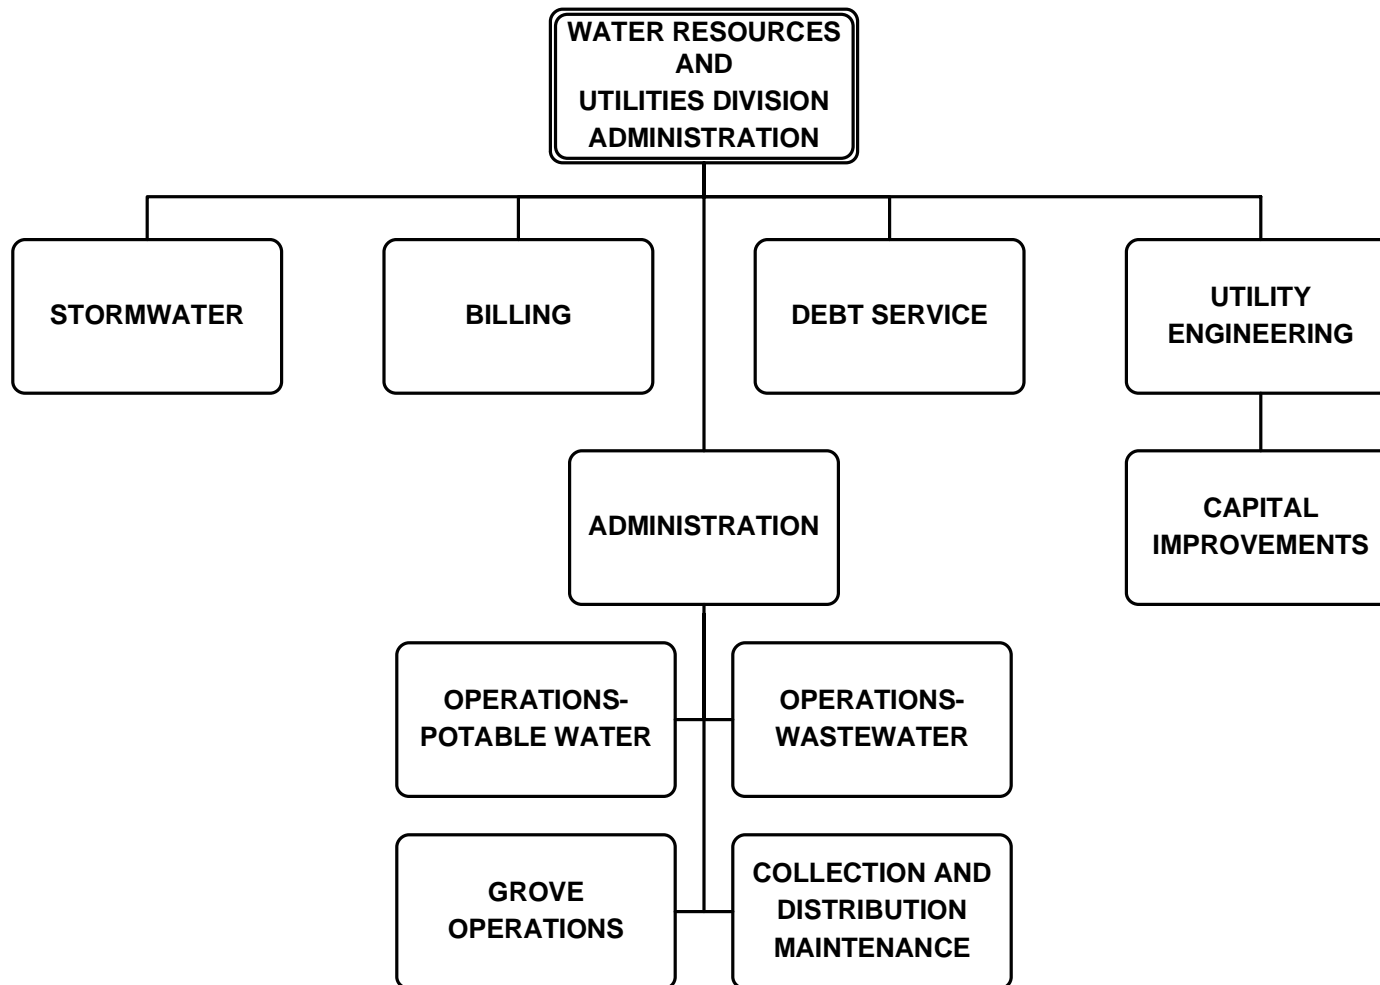 WATER RESOURCES
AND
UTILITIES DIVISION
ADMINISTRATION
STORMWATER
BILLING
DEBT SERVICE
UTILITY
ENGINEERING
ADMINISTRATION
CAPITAL
IMPROVEMENTS
OPERATIONS-
POTABLE WATER
OPERATIONS-
WASTEWATER
GROVE
OPERATIONS
COLLECTION AND
DISTRIBUTION
MAINTENANCE